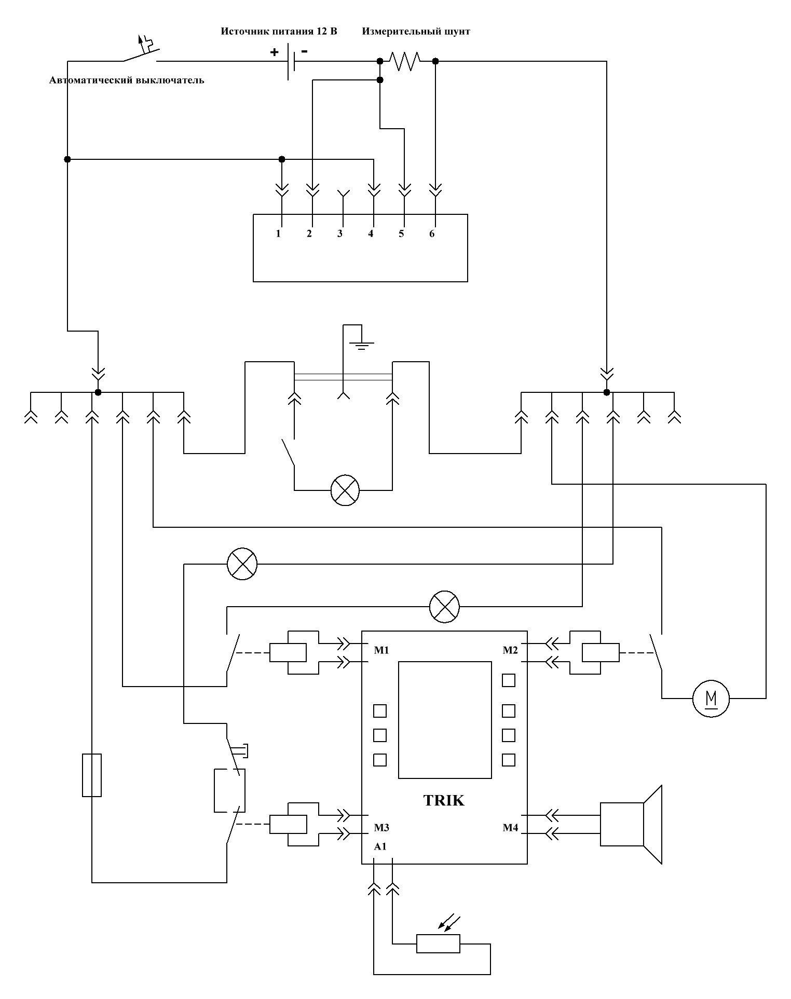 Источник питания 12 В
Измерительный шунт
+ -
Автоматический выключатель
1 2 3 4 5 6
M1 M2
M
TRIK
M3 M4
A1